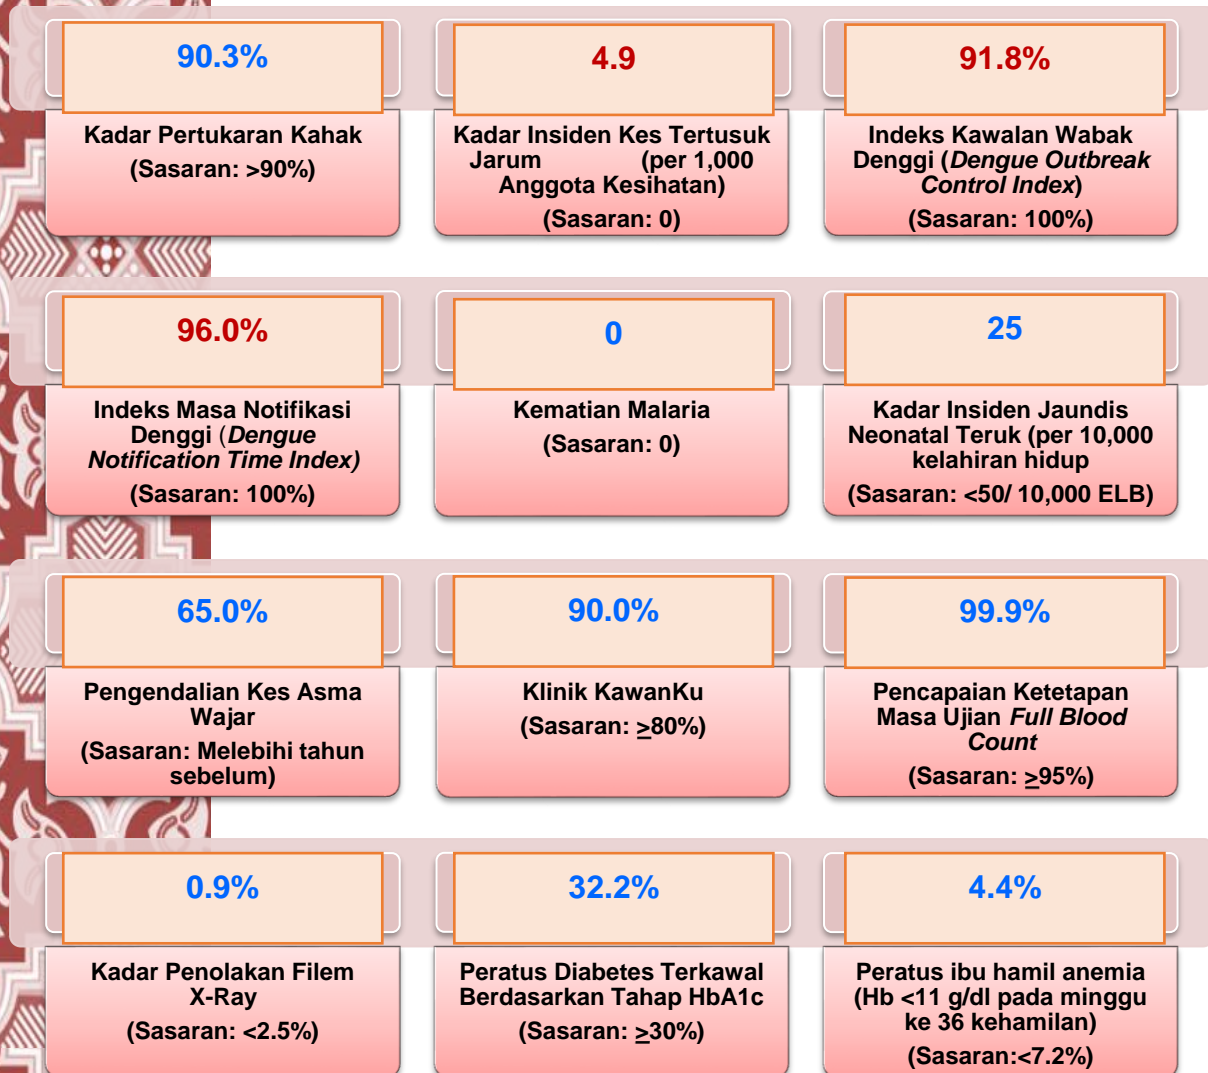 90.3%
Kadar Pertukaran Kahak
(Sasaran: >90%)
4.9
Kadar Insiden Kes Tertusuk
Jarum (per 1,000
Anggota Kesihatan)
(Sasaran: 0)
91.8%
Indeks Kawalan Wabak
Denggi (Dengue Outbreak
Control Index)
(Sasaran: 100%)
96.0%
Indeks Masa Notifikasi
Denggi (Dengue
Notification Time Index)
(Sasaran: 100%)
0
Kematian Malaria
(Sasaran: 0)
25
Kadar Insiden Jaundis
Neonatal Teruk (per 10,000
kelahiran hidup
(Sasaran: <50/ 10,000 ELB)
65.0%
Pengendalian Kes Asma
Wajar
(Sasaran: Melebihi tahun
sebelum)
90.0%
Klinik KawanKu
(Sasaran: ≥80%)
99.9%
Pencapaian Ketetapan
Masa Ujian Full Blood
Count
(Sasaran: ≥95%)
0.9%
Kadar Penolakan Filem
X-Ray
(Sasaran: <2.5%)
32.2%
Peratus Diabetes Terkawal
Berdasarkan Tahap HbA1c
(Sasaran: ≥30%)
4.4%
Peratus ibu hamil anemia
(Hb <11 g/dl pada minggu
ke 36 kehamilan)
(Sasaran:<7.2%)